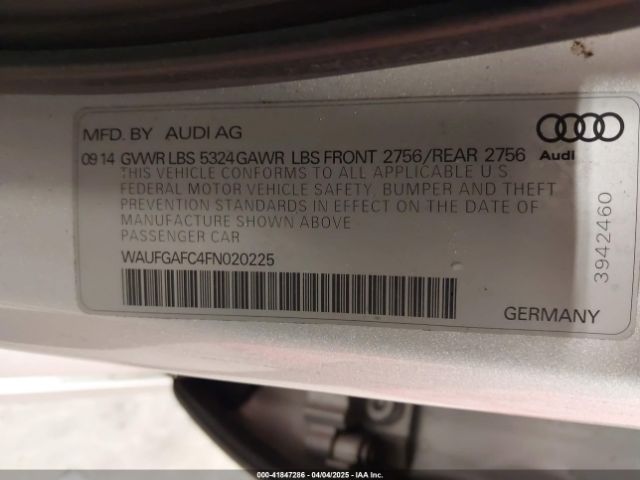 MFD. BY AUDI AG
09 14 GVWR LBS 5324 GAWR LBS FRONT 2756/REAR 2756
Audi
THIS VEHICLE CONFORMS TO ALL APPLICABLE U S
FEDERAL MOTOR VEHICLE SAFETY, BUMPER AND THEFT
PREVENTION STANDARDS IN EFFECT ON THE DATE OF
MANUFACTURE SHOWN ABOVE
PASSENGER CAR
WAUFGAFC4FN020225
3942460
GERMANY
000-41847286 - 04/04/2025 - IAA Inc.